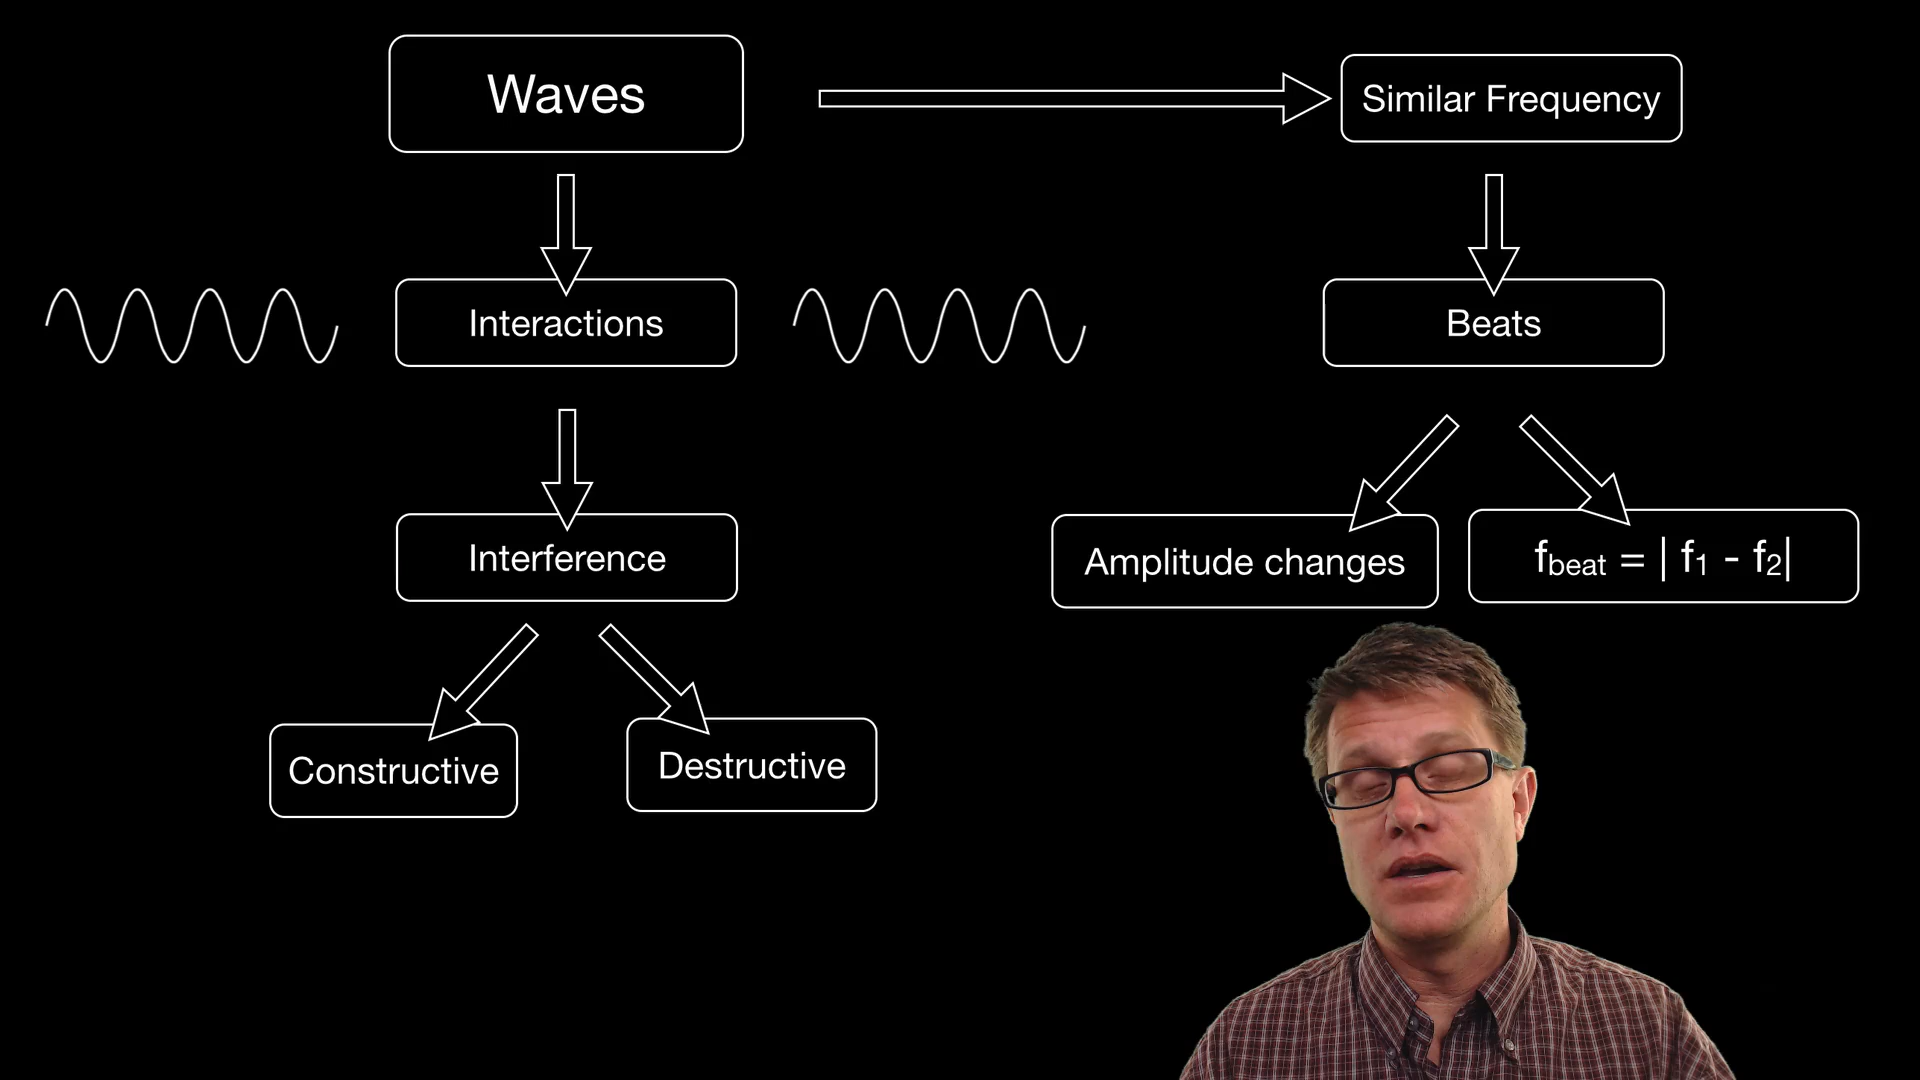 Waves
Similar Frequency
Interactions
Beats
Interference
Amplitude changes
fbeat = | f1 - f2|
Constructive
Destructive